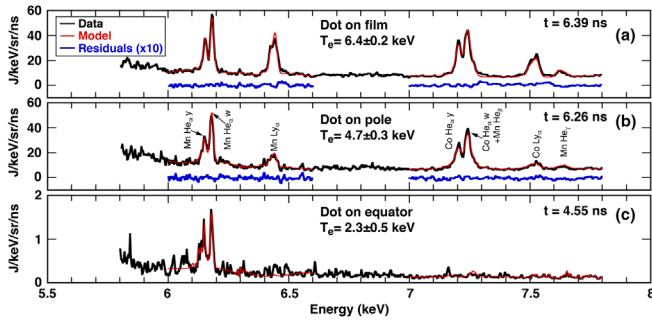 60
40
20
0
J/keV/sr/ns
Data
Model
Residuals (x10)
Dot on film
Te= 6.4±0.2 keV
t = 6.39 ns
(a)
60
40
20
0
J/keV/sr/ns
Mn Heα y
Mn Heα w
Mn Lyα
Dot on pole
Te= 4.7±0.3 keV
Co Heα y
Co Heα w
+Mn Heβ
Co Lyα
Mn Heγ
t = 6.26 ns
(b)
2
1
0
J/keV/sr/ns
Dot on equator
Te= 2.3±0.5 keV
t = 4.55 ns
(c)
5.5
6
6.5
7
7.5
8
Energy (keV)